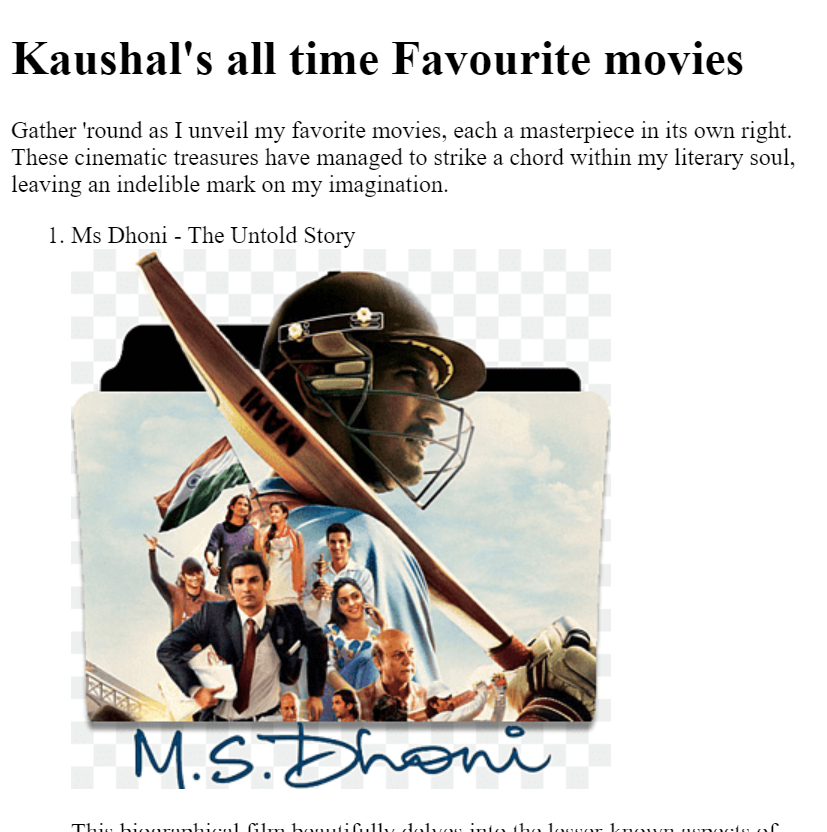 Kaushal's all time Favourite movies
Gather 'round as I unveil my favorite movies, each a masterpiece in its own right.
These cinematic treasures have managed to strike a chord within my literary soul,
leaving an indelible mark on my imagination.
1. Ms Dhoni - The Untold Story
MAHI
M.S.Dhoni
This biographical film beautifully delves into the lesser-known aspects of